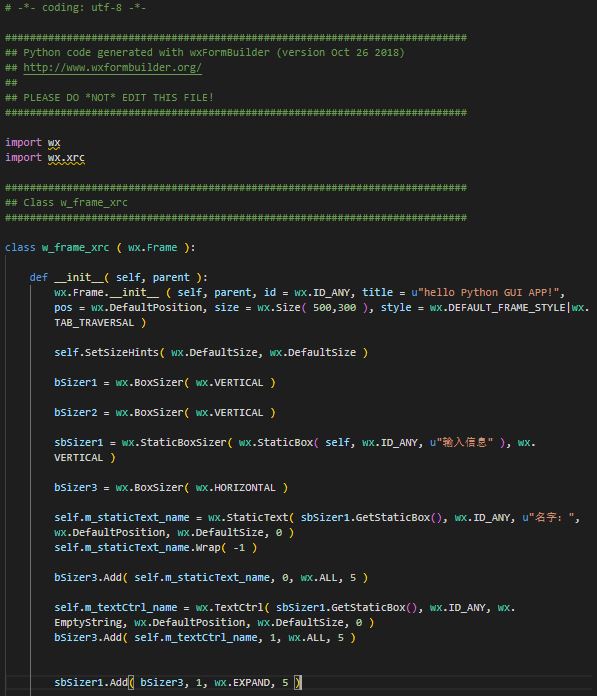 # -*- coding: utf-8 -*-
###########################################################################
## Python code generated with wxFormBuilder (version Oct 26 2018)
## http://www.wxformbuilder.org/
##
## PLEASE DO *NOT* EDIT THIS FILE!
###########################################################################
import wx
import wx.xrc
###########################################################################
## Class w_frame_xrc
###########################################################################
class w_frame_xrc ( wx.Frame ):
def __init__( self, parent ):
wx.Frame.__init__ ( self, parent, id = wx.ID_ANY, title = u"hello Python GUI APP!",
pos = wx.DefaultPosition, size = wx.Size( 500,300 ), style = wx.DEFAULT_FRAME_STYLE|wx.
TAB_TRAVERSAL )
self.SetSizeHints( wx.DefaultSize, wx.DefaultSize )
bSizer1 = wx.BoxSizer( wx.VERTICAL )
bSizer2 = wx.BoxSizer( wx.VERTICAL )
sbSizer1 = wx.StaticBoxSizer( wx.StaticBox( self, wx.ID_ANY, u"输入信息" ), wx.
VERTICAL )
bSizer3 = wx.BoxSizer( wx.HORIZONTAL )
self.m_staticText_name = wx.StaticText( sbSizer1.GetStaticBox(), wx.ID_ANY, u"名字：",
wx.DefaultPosition, wx.DefaultSize, 0 )
self.m_staticText_name.Wrap( -1 )
bSizer3.Add( self.m_staticText_name, 0, wx.ALL, 5 )
self.m_textCtrl_name = wx.TextCtrl( sbSizer1.GetStaticBox(), wx.ID_ANY, wx.
EmptyString, wx.DefaultPosition, wx.DefaultSize, 0 )
bSizer3.Add( self.m_textCtrl_name, 1, wx.ALL, 5 )
sbSizer1.Add( bSizer3, 1, wx.EXPAND, 5 )